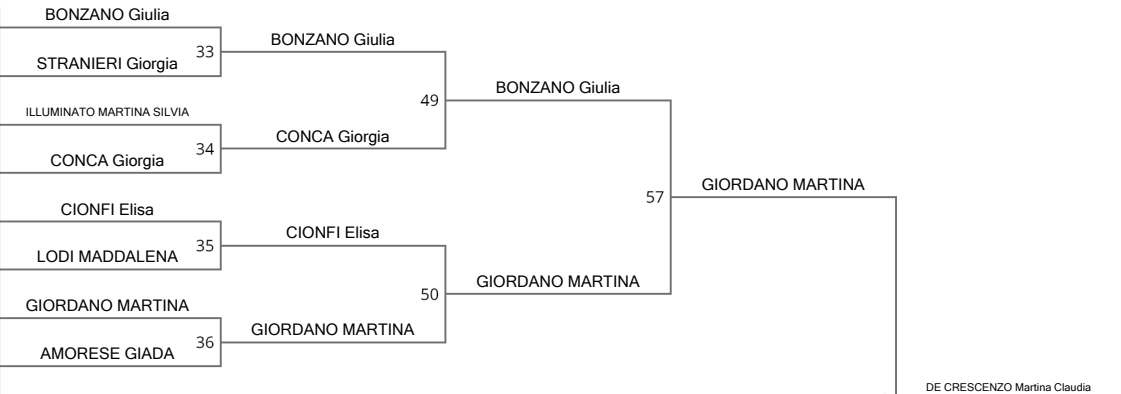 BONZANO Giulia
33
STRANIERI Giorgia
BONZANO Giulia
49
ILLUMINATO MARTINA SILVIA
34
CONCA Giorgia
CONCA Giorgia
BONZANO Giulia
57
CIONFI Elisa
35
LODI MADDALENA
CIONFI Elisa
50
GIORDANO MARTINA
36
AMORESE GIADA
GIORDANO MARTINA
GIORDANO MARTINA
GIORDANO MARTINA
DE CRESCENZO Martina Claudia